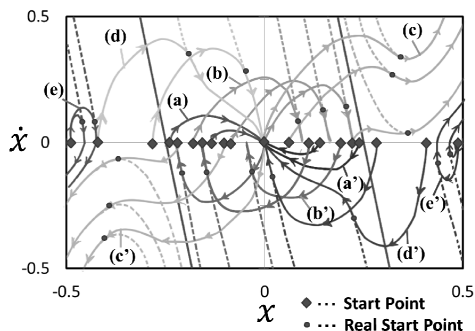 0.5
(c)
(d)
(b)
(e)
(a)
ẋ
0
(a')
(e')
(b')
(c')
(d')
-0.5
-0.5
0
0.5
x
Start Point
Real Start Point